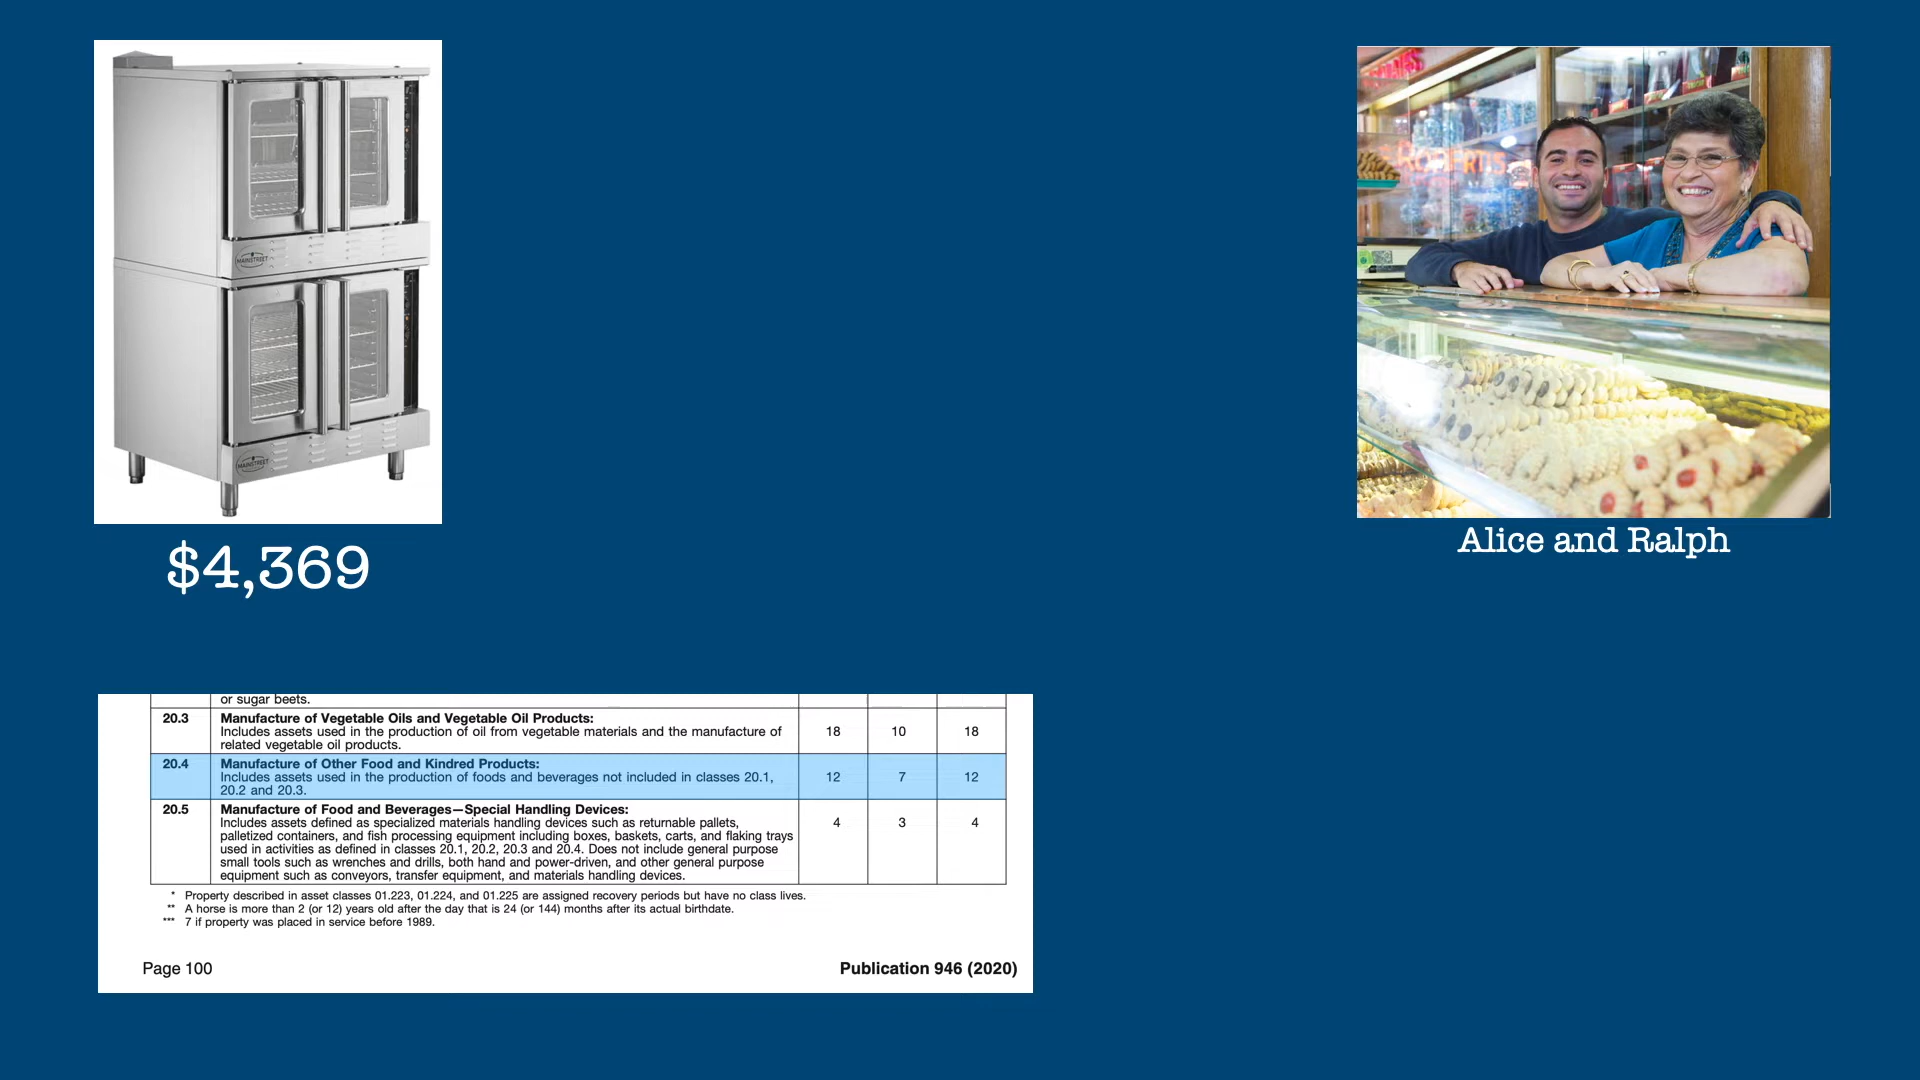 MAINSTREET
MAINSTREET
$4,369
ROBERTS
Alice and Ralph
or sugar beets.
20.3 Manufacture of Vegetable Oils and Vegetable Oil Products:
Includes assets used in the production of oil from vegetable materials and the manufacture of 18 10 18
related vegetable oil products.
20.4 Manufacture of Other Food and Kindred Products:
Includes assets used in the production of foods and beverages not included in classes 20.1, 12 7 12
20.2 and 20.3.
20.5 Manufacture of Food and Beverages—Special Handling Devices:
Includes assets defined as specialized materials handling devices such as returnable pallets, 4 3 4
palletized containers, and fish processing equipment including boxes, baskets, carts, and flaking trays
used in activities as defined in classes 20.1, 20.2, 20.3 and 20.4. Does not include general purpose
small tools such as wrenches and drills, both hand and power-driven, and other general purpose
equipment such as conveyors, transfer equipment, and materials handling devices.
* Property described in asset classes 01.223, 01.224, and 01.225 are assigned recovery periods but have no class lives.
** A horse is more than 2 (or 12) years old after the day that is 24 (or 144) months after its actual birthdate.
*** 7 if property was placed in service before 1989.
Page 100 Publication 946 (2020)